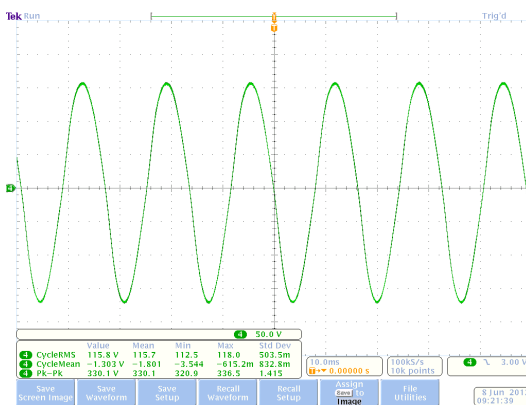 Tek Run Trig'd
T
4
4 50.0 V
Value Mean Min Max Std Dev
4 CycleRMS 115.8 V 115.7 112.5 118.0 503.5m
4 CycleMean −1.303 V −1.801 −3.544 −615.2m 832.8m
4 Pk–Pk 330.1 V 330.1 320.9 336.5 1.415
10.0ms
T 0.00000 s
100kS/s
10k points
4 3.00 V
Save Screen Image
Save Waveform
Save Setup
Recall Waveform
Recall Setup
Assign Save to Image
File Utilities
8 Jun 201
09:21:39